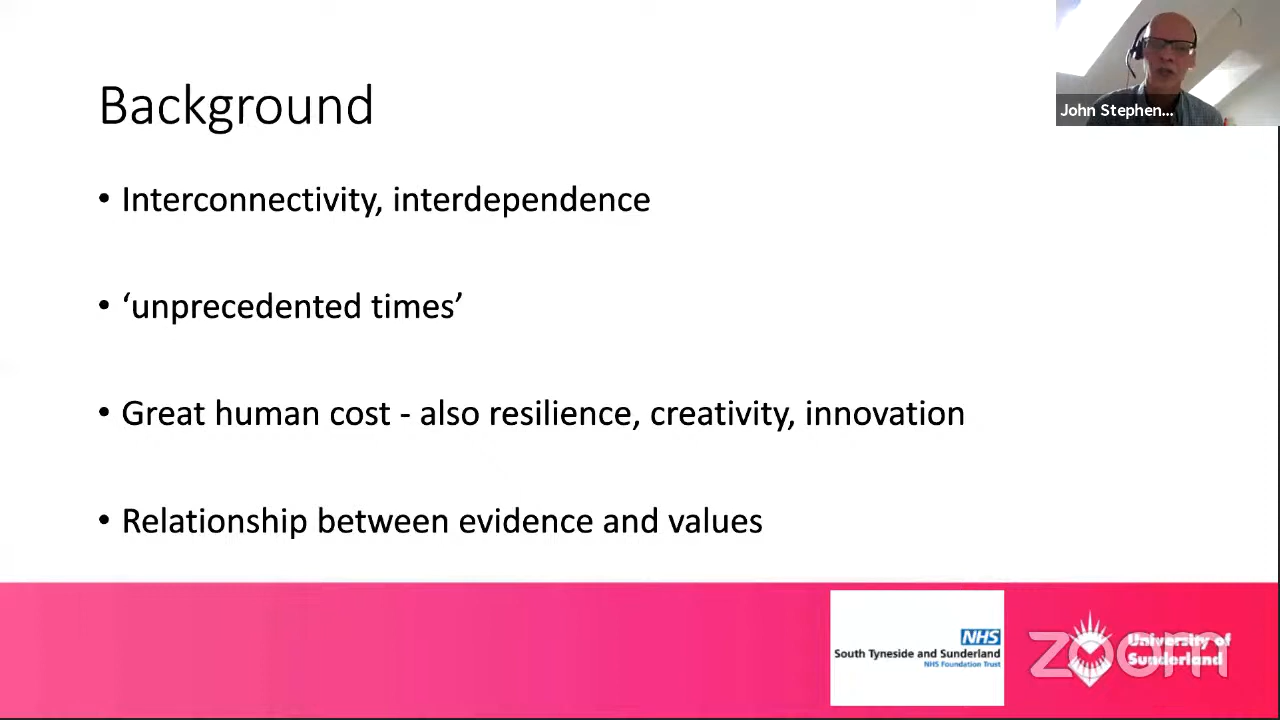 John Stephen...
Background
• Interconnectivity, interdependence
• ‘unprecedented times’
• Great human cost - also resilience, creativity, innovation
• Relationship between evidence and values
NHS
South Tyneside and Sunderland
NHS Foundation Trust
University of
Sunderland
zoom